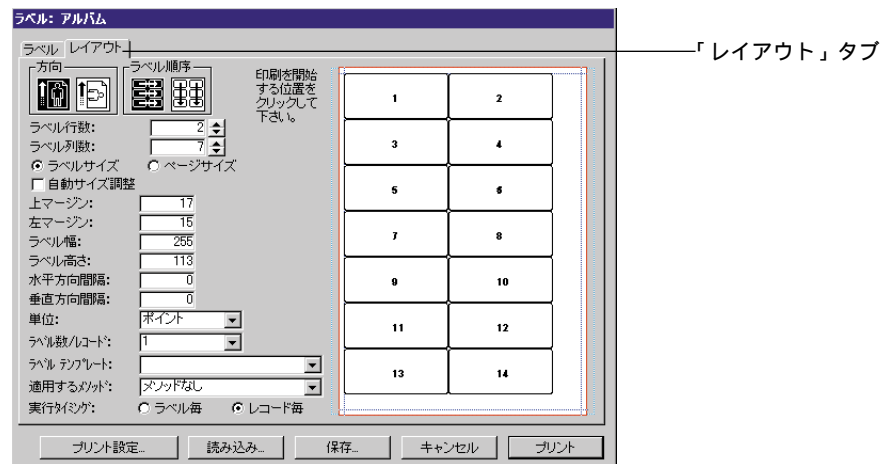 ラベル: アルバム
ラベル レイアウト
「レイアウト」タブ
方向 ラベル順序
印刷を開始
する位置を
クリックして
下さい。
ラベル行数: 2
ラベル列数: 7
ラベルサイズ ページサイズ
自動サイズ調整
上マージン: 17
左マージン: 15
ラベル幅: 255
ラベル高さ: 113
水平方向間隔: 0
垂直方向間隔: 0
単位: ポイント
ラベル数/レコード: 1
ラベル テンプレート:
適用するメソッド: メソッドなし
実行タイミング: ラベル毎 レコード毎
1 2
3 4
5 6
7 8
9 10
11 12
13 14
プリント設定... 読み込み... 保存... キャンセル プリント